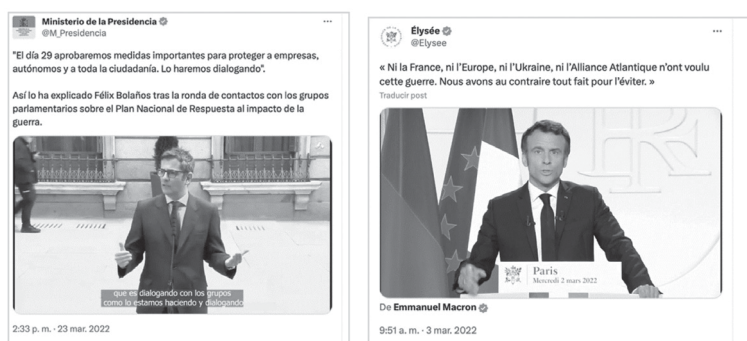 Ministerio de la Presidencia
@M_Presidencia
"El día 29 aprobaremos medidas importantes para proteger a empresas,
autónomos y a toda la ciudadanía. Lo haremos dialogando".
Así lo ha explicado Félix Bolaños tras la ronda de contactos con los grupos
parlamentarios sobre el Plan Nacional de Respuesta al impacto de la
guerra.
que es dialogando con los grupos
como lo estamos haciendo y dialogando
2:33 p. m. · 23 mar. 2022
Élysée
@Elysee
« Ni la France, ni l'Europe, ni l'Ukraine, ni l'Alliance Atlantique n'ont voulu
cette guerre. Nous avons au contraire tout fait pour l'éviter. »
Traducir post
RF
Paris
Mercredi 2 mars 2022
De Emmanuel Macron
9:51 a. m. · 3 mar. 2022